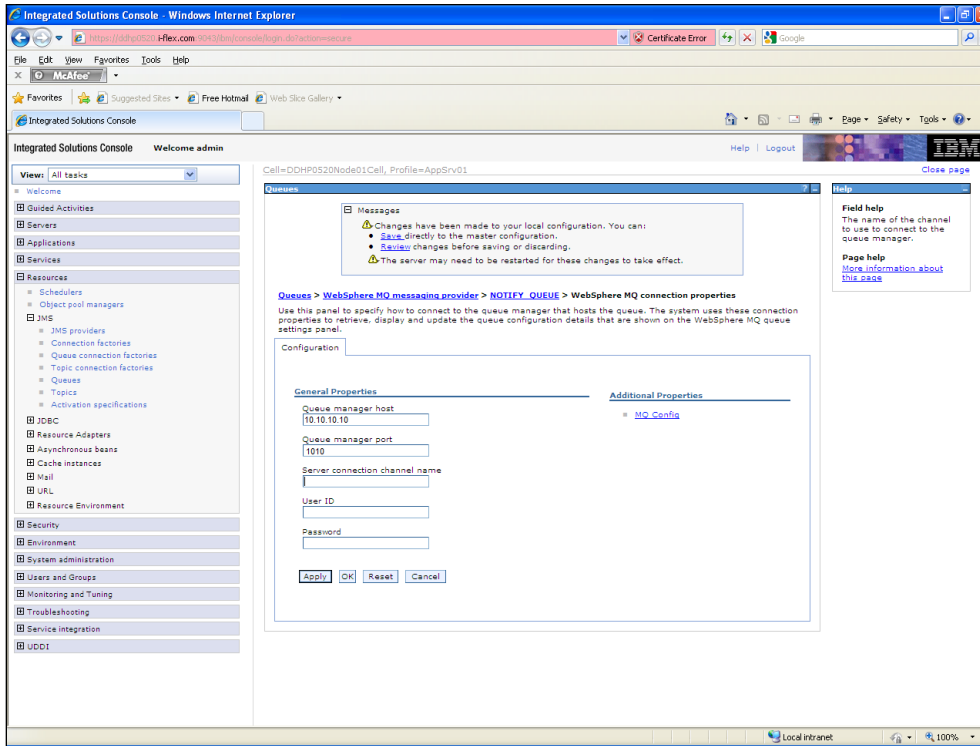 Integrated Solutions Console - Windows Internet Explorer
https://ddhp0520.i-flex.com:9043/ibm/console/login.do?action=secure
Certificate Error
Google
File Edit View Favorites Tools Help
X McAfee
Favorites Suggested Sites Free Hotmail Web Slice Gallery
Integrated Solutions Console
Page Safety Tools
Integrated Solutions Console Welcome admin
Help | Logout
IBM
View: All tasks
Cell=DDHP0520Node01Cell, Profile=AppSrv01
Close page
Welcome
Guided Activities
Servers
Applications
Services
Resources
Schedulers
Object pool managers
JMS
JMS providers
Connection factories
Queue connection factories
Topic connection factories
Queues
Topics
Activation specifications
JDBC
Resource Adapters
Asynchronous beans
Cache instances
Mail
URL
Resource Environment
Security
Environment
System administration
Users and Groups
Monitoring and Tuning
Troubleshooting
Service integration
UDDI
Queues
? -
Messages
Changes have been made to your local configuration. You can:
Save directly to the master configuration.
Review changes before saving or discarding.
The server may need to be restarted for these changes to take effect.
Queues > WebSphere MQ messaging provider > NOTIFY_QUEUE > WebSphere MQ connection properties
Use this panel to specify how to connect to the queue manager that hosts the queue. The system uses these connection
properties to retrieve, display and update the queue configuration details that are shown on the WebSphere MQ queue
settings panel.
Configuration
General Properties
Queue manager host
10.10.10.10
Queue manager port
1010
Server connection channel name
User ID
Password
Apply OK Reset Cancel
Additional Properties
MQ Config
Help
Field help
The name of the channel
to use to connect to the
queue manager.
Page help
More information about
this page
Local intranet
100%